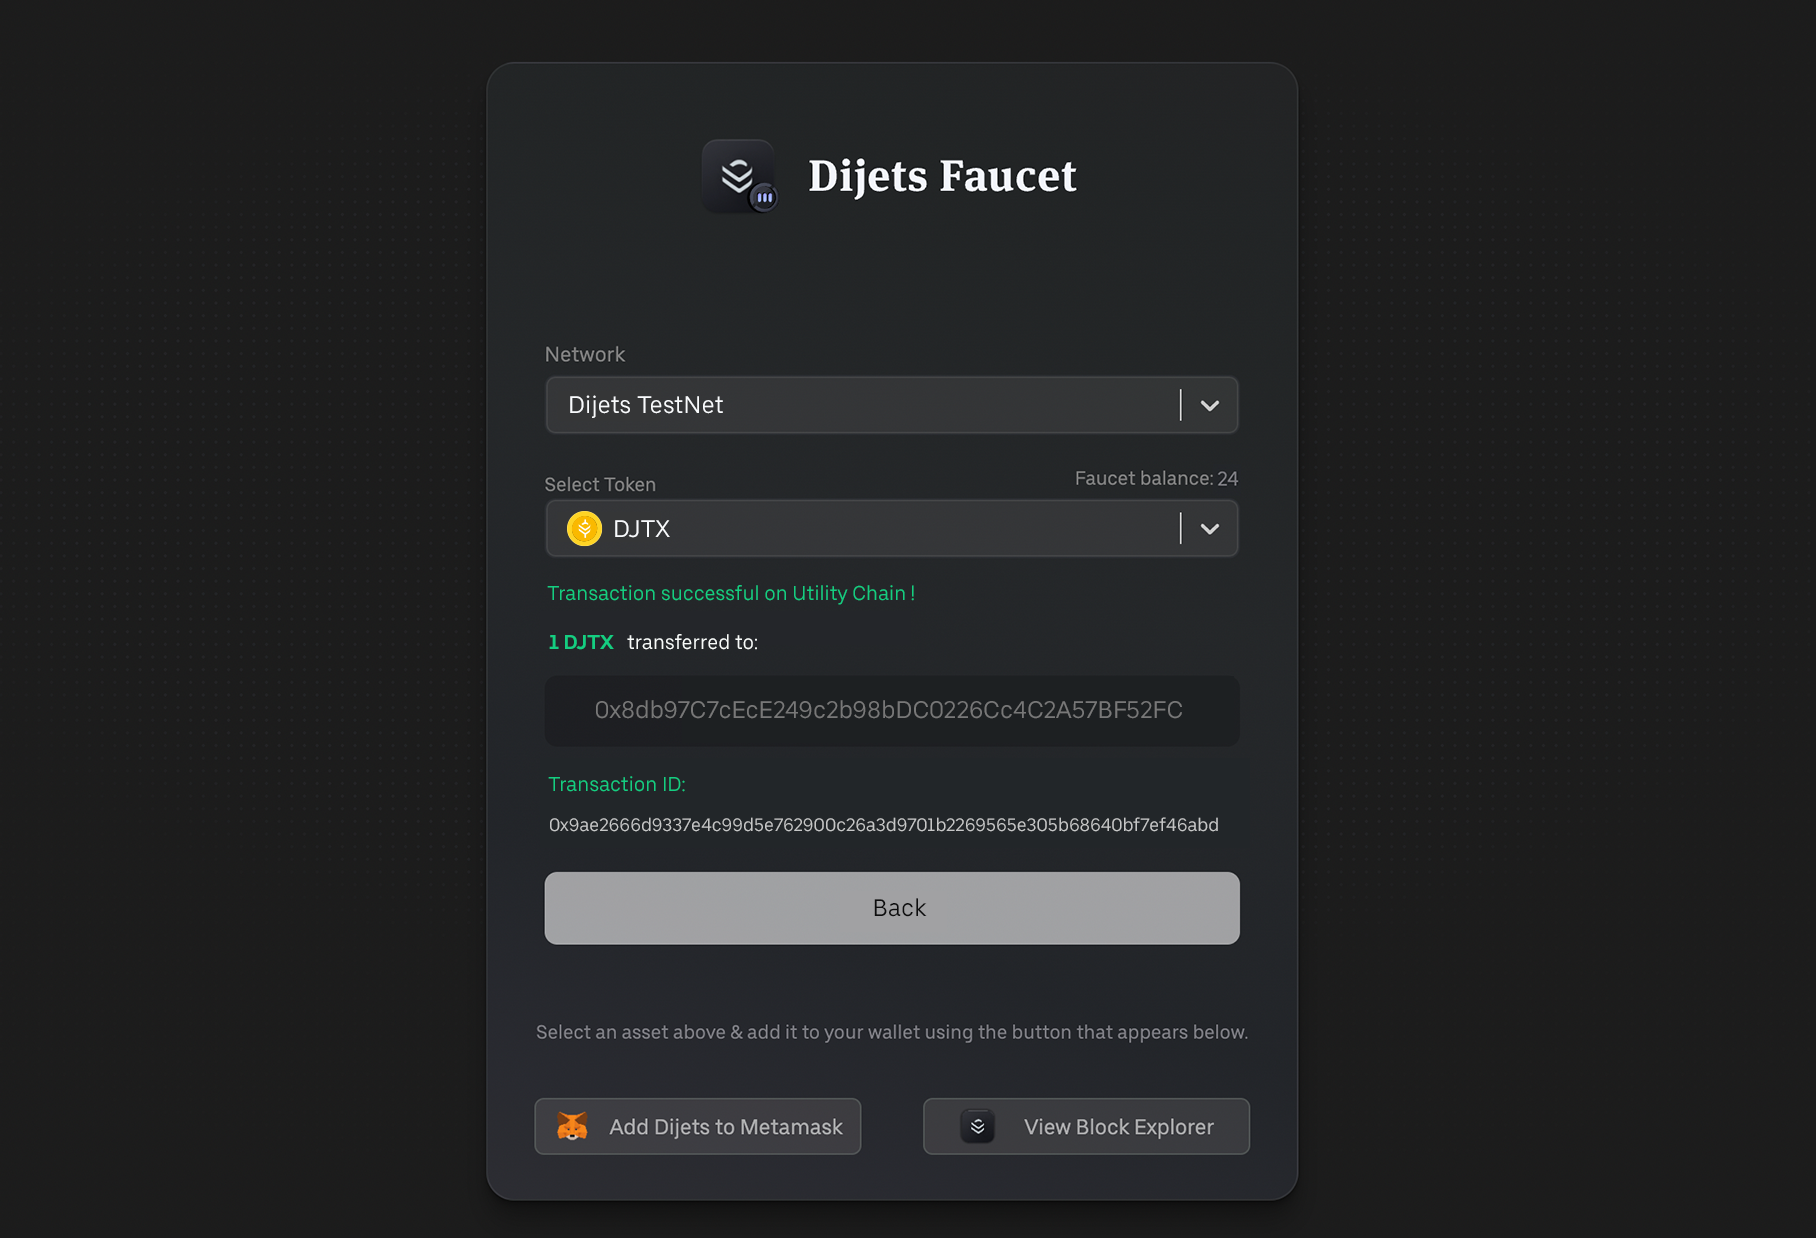 Dijets Faucet
Network
Dijets TestNet
Select Token
Faucet balance: 24
DJTX
Transaction successful on Utility Chain !
1 DJTX transferred to:
0x8db97C7cEcE249c2b98bDC0226Cc4C2A57BF52FC
Transaction ID:
0x9ae2666d9337e4c99d5e762900c26a3d9701b2269565e305b68640bf7ef46abd
Back
Select an asset above & add it to your wallet using the button that appears below.
Add Dijets to Metamask
View Block Explorer